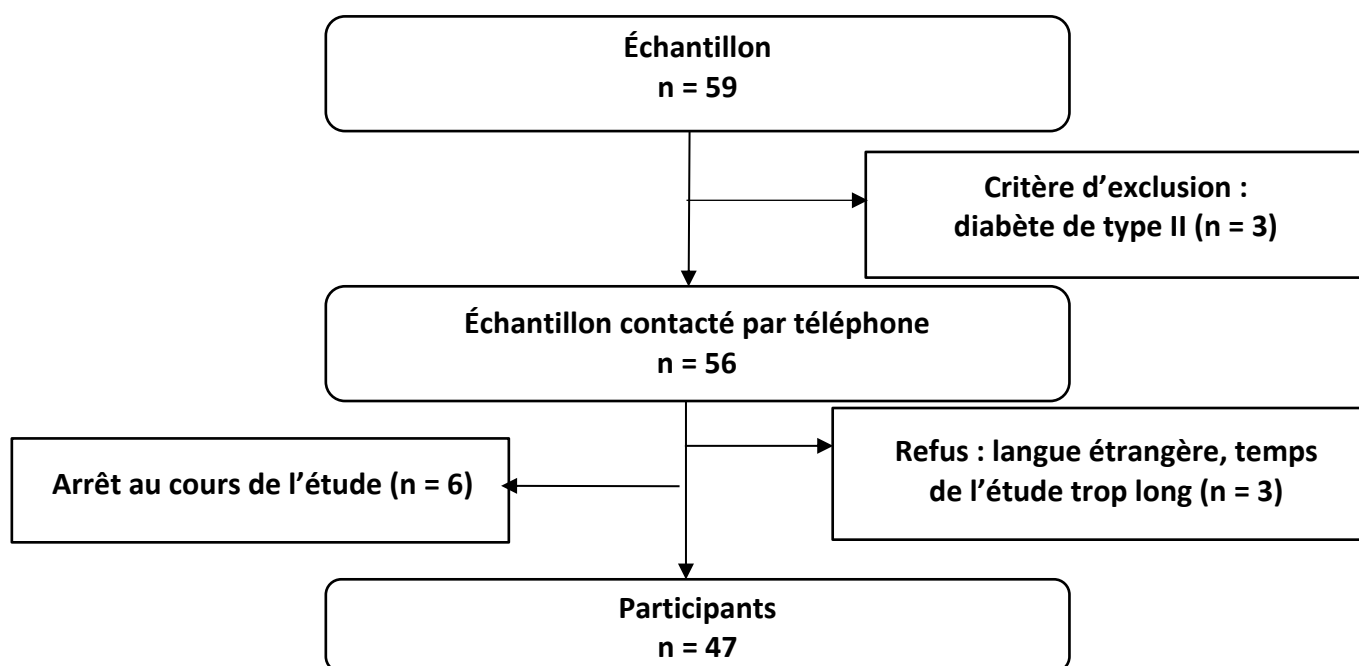 Échantillon
n = 59
Critère d’exclusion :
diabète de type II (n = 3)
Échantillon contacté par téléphone
n = 56
Refus : langue étrangère, temps
de l’étude trop long (n = 3)
Arrêt au cours de l’étude (n = 6)
Participants
n = 47